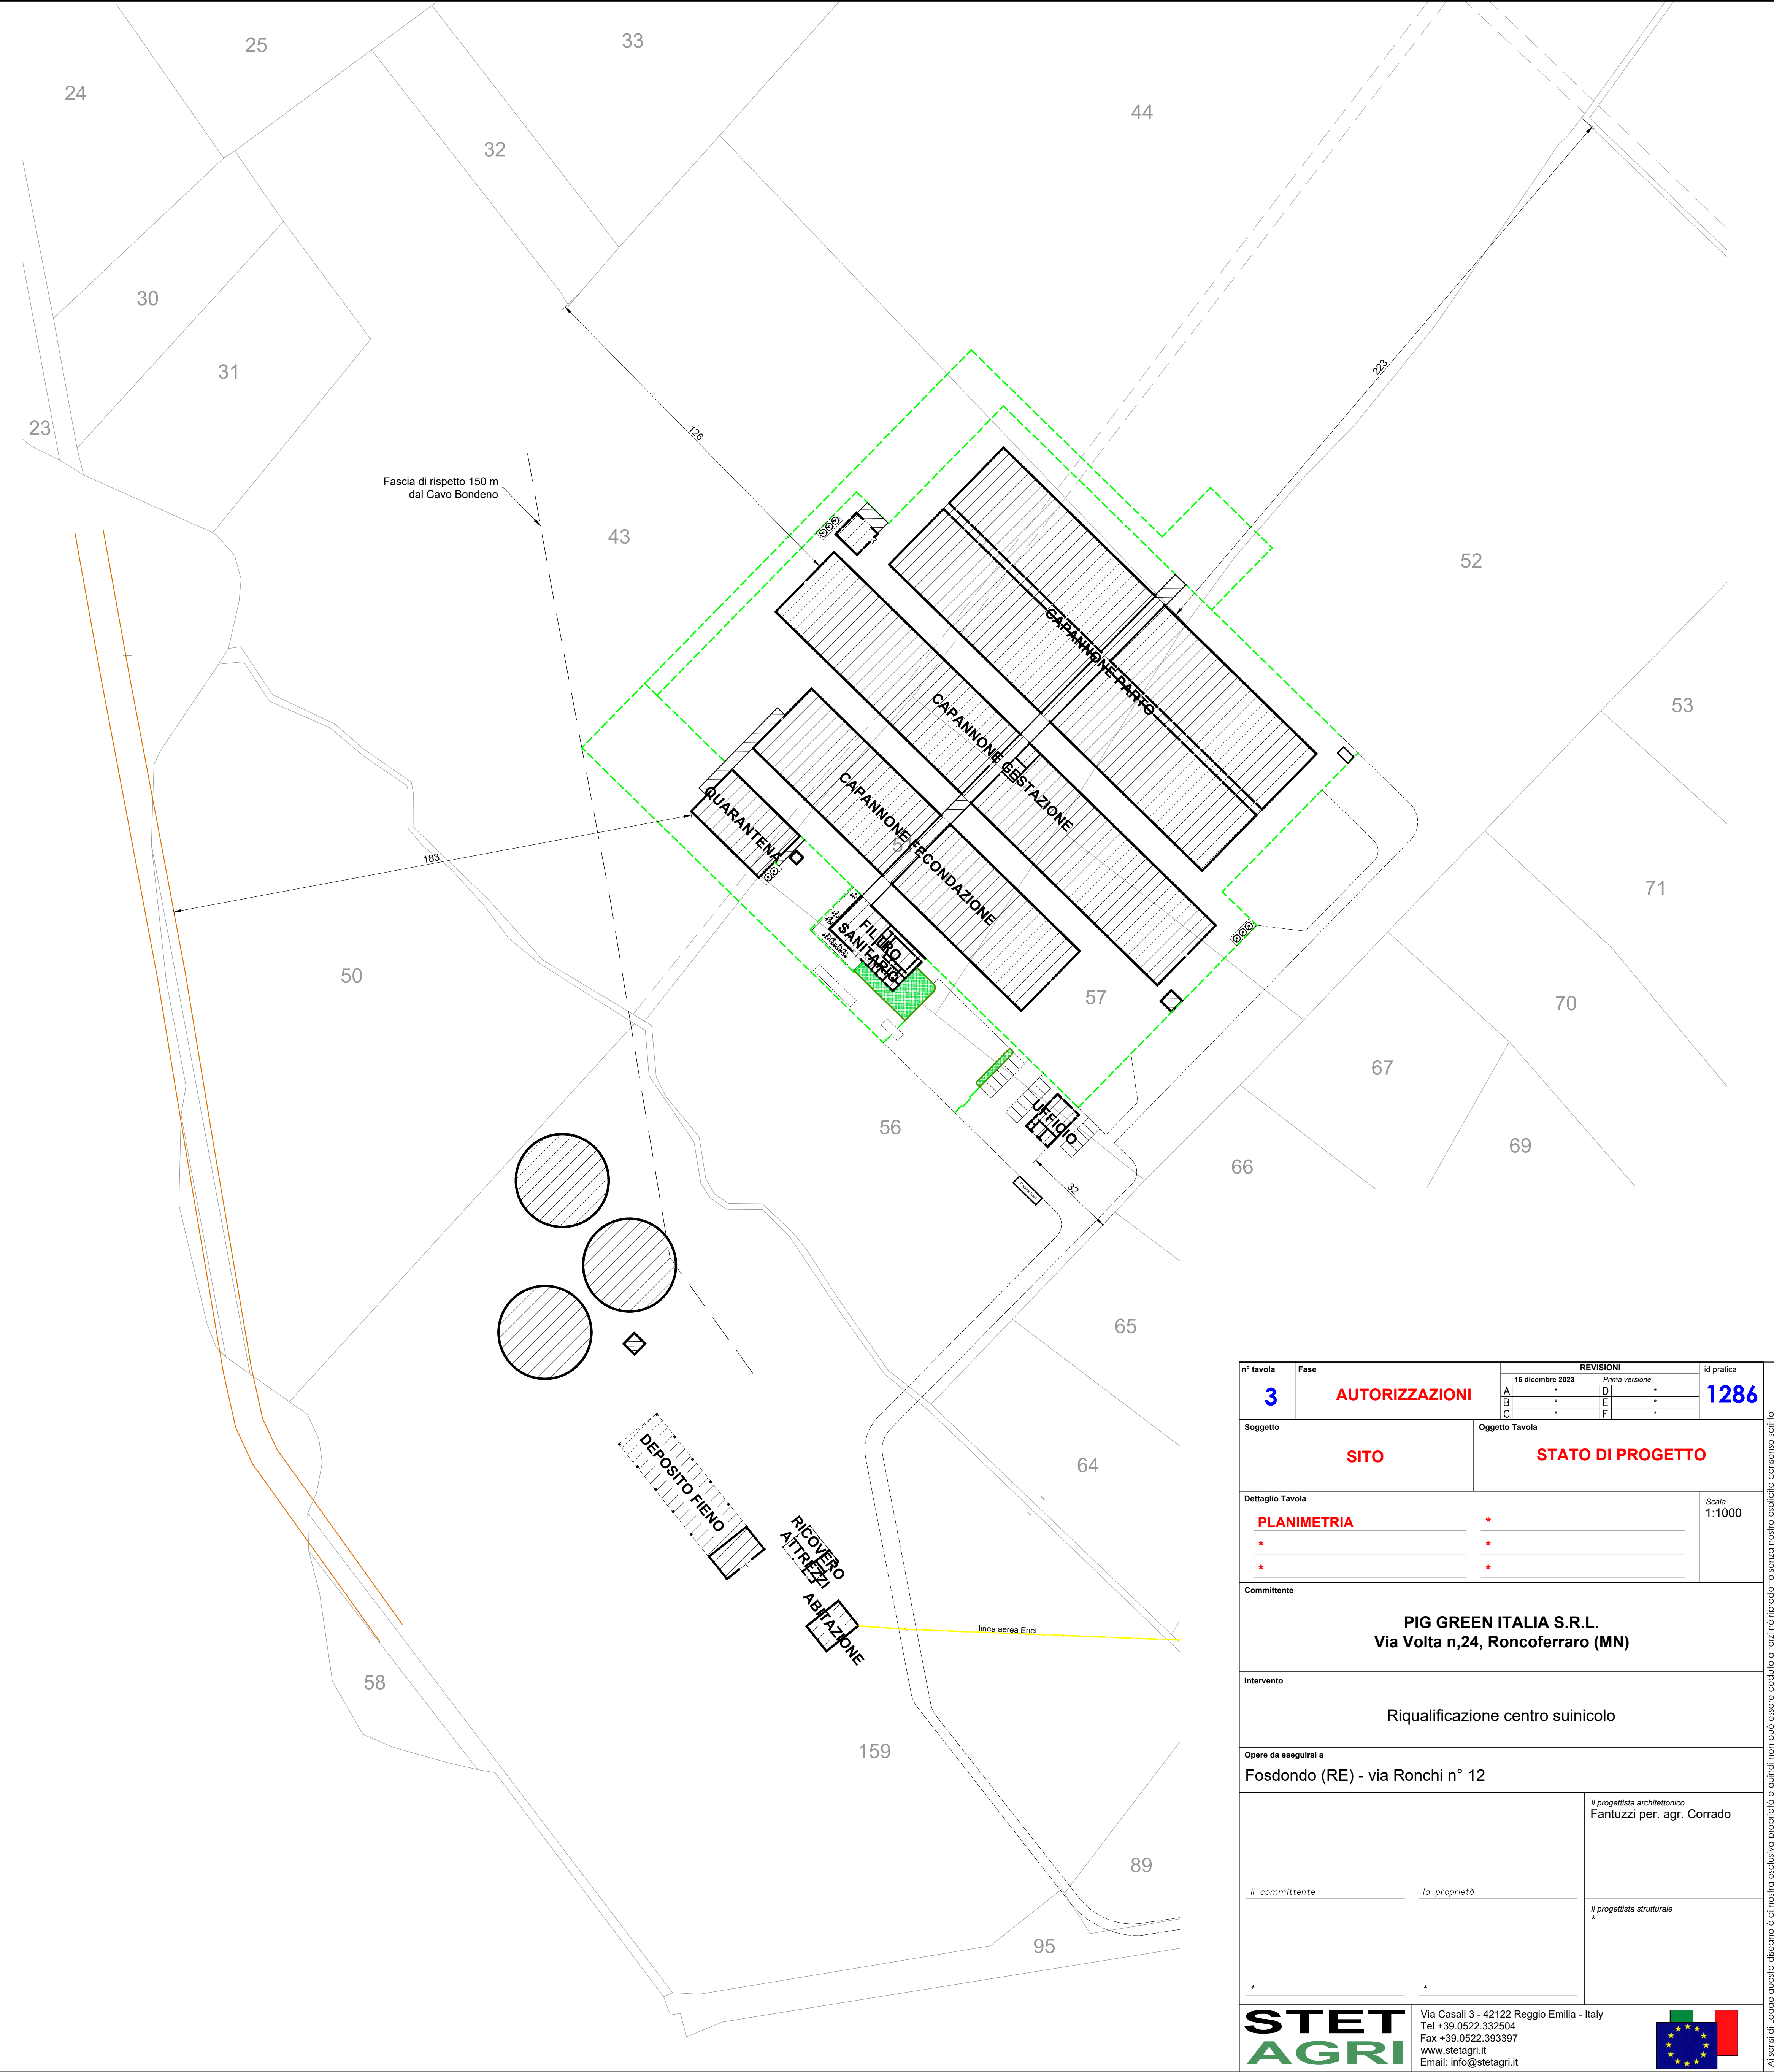 25
33
24
44
32
30
31
23
223
126
Fascia di rispetto 150 m
dal Cavo Bondeno
43
52
CAPANNONE PARTO
53
CAPANNONE GESTAZIONE
QUARANTENA
CAPANNONE FECONDAZIONE
183
71
FILTRO
SANITARIO
50
57
70
67
56
UFFICIO
69
66
32
65
DEPOSITO FIENO
64
RICOVERO
ATTREZZI
ABITAZIONE
linea aerea Enel
58
159
89
95
n° tavola
3
Fase
AUTORIZZAZIONI
REVISIONI
15 dicembre 2023 Prima versione
A * D *
B * E *
C * F *
id pratica
1286
Soggetto
SITO
Oggetto Tavola
STATO DI PROGETTO
Dettaglio Tavola
PLANIMETRIA *
* *
* *
Scala
1:1000
Committente
PIG GREEN ITALIA S.R.L.
Via Volta n,24, Roncoferraro (MN)
Intervento
Riqualificazione centro suinicolo
Opere da eseguirsi a
Fosdondo (RE) - via Ronchi n° 12
Il progettista architettonico
Fantuzzi per. agr. Corrado
il committente
la proprietà
Il progettista strutturale
*
* *
STET
AGRI
Via Casali 3 - 42122 Reggio Emilia - Italy
Tel +39.0522.332504
Fax +39.0522.393397
www.stetagri.it
Email: info@stetagri.it
Ai sensi di Legge questo disegno è di nostra esclusiva proprietà e quindi non può essere ceduto a terzi nè riprodotto senza nostro esplicito consenso scritto